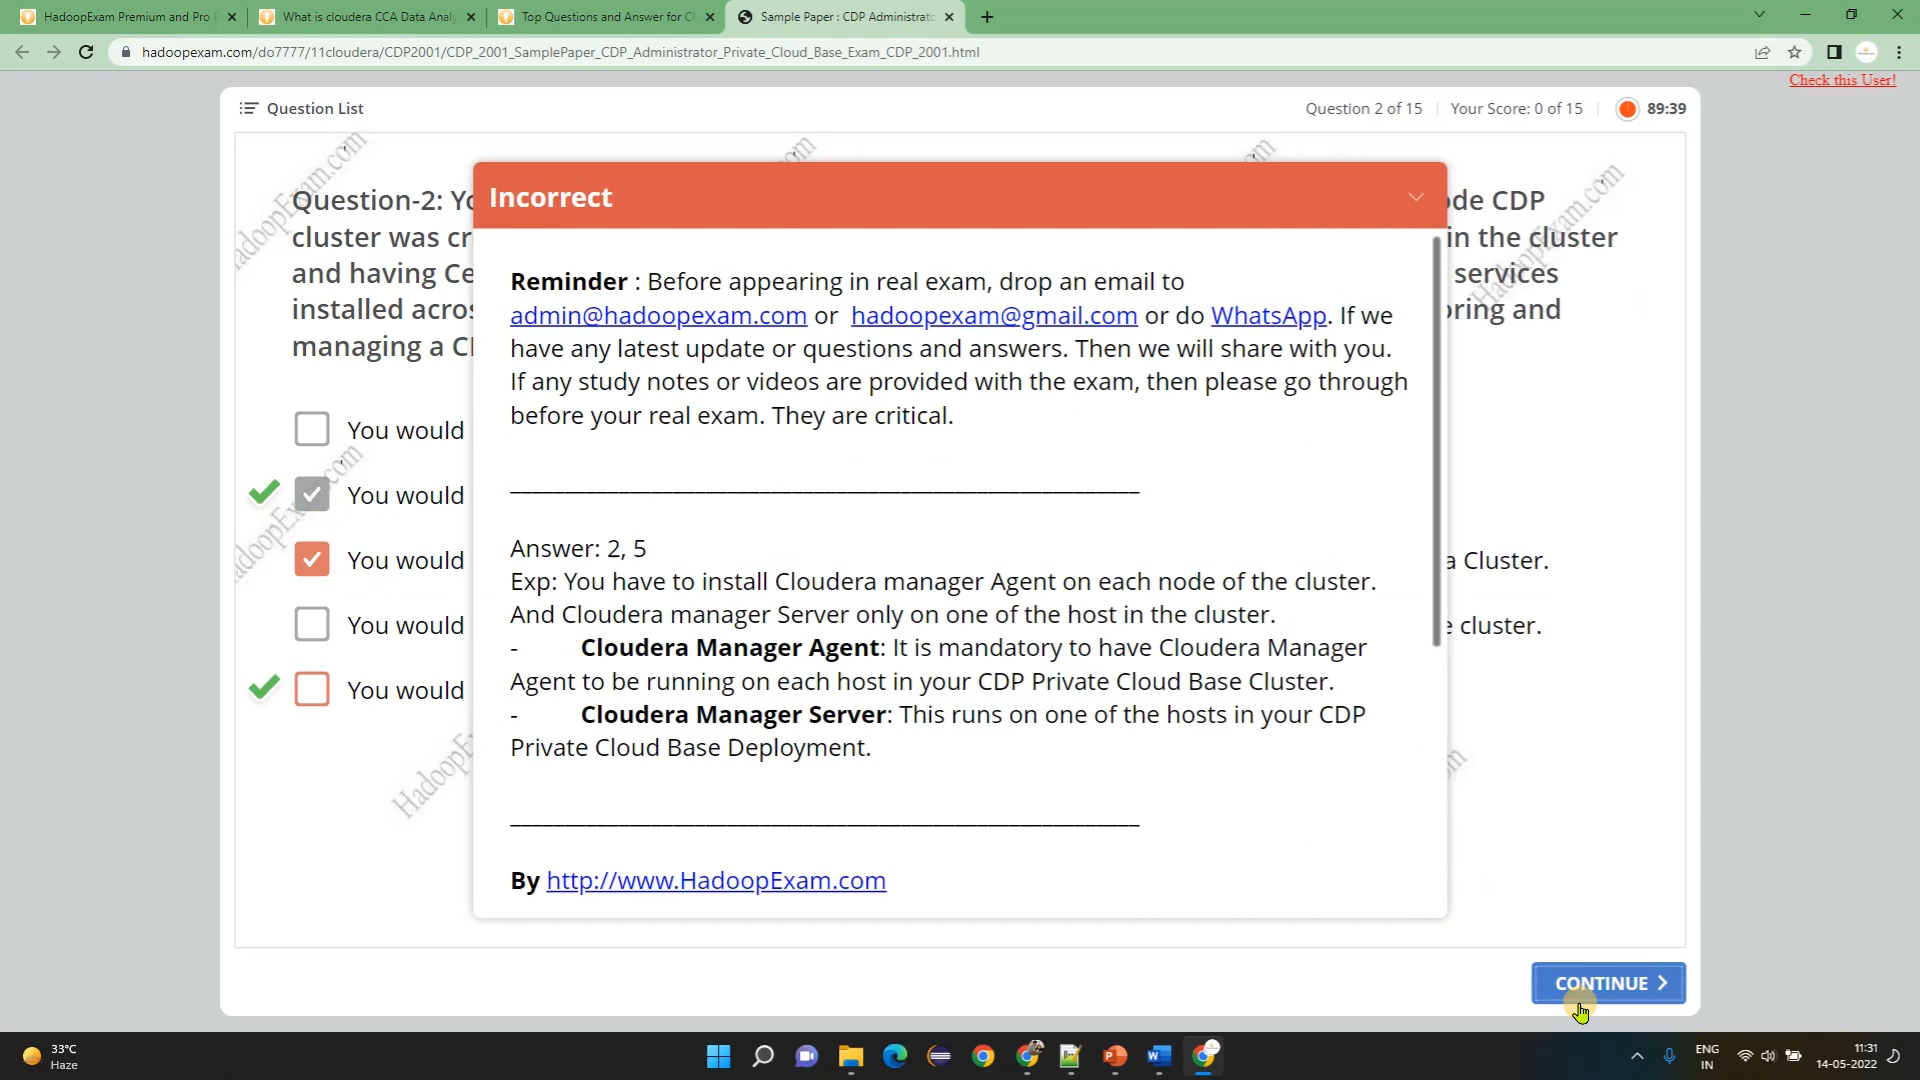 HadoopExam Premium and Pro
What is cloudera CCA Data Analy
Top Questions and Answer for C
Sample Paper : CDP Administrato
hadoopexam.com/do7777/11cloudera/CDP2001/CDP_2001_SamplePaper_CDP_Administrator_Private_Cloud_Base_Exam_CDP_2001.html
Check this User!
Question List
Question 2 of 15
Your Score: 0 of 15
89:39
Question-2: Yo
ode CDP
cluster was cr
in the cluster
and having Ce
services
installed acros
oring and
managing a Cl
Incorrect
Reminder : Before appearing in real exam, drop an email to
admin@hadoopexam.com or hadoopexam@gmail.com or do WhatsApp. If we
have any latest update or questions and answers. Then we will share with you.
If any study notes or videos are provided with the exam, then please go through
before your real exam. They are critical.
Answer: 2, 5
Exp: You have to install Cloudera manager Agent on each node of the cluster.
And Cloudera manager Server only on one of the host in the cluster.
- Cloudera Manager Agent: It is mandatory to have Cloudera Manager
Agent to be running on each host in your CDP Private Cloud Base Cluster.
- Cloudera Manager Server: This runs on one of the hosts in your CDP
Private Cloud Base Deployment.
By http://www.HadoopExam.com
You would
You would
You would
a Cluster.
You would
e cluster.
You would
HadoopExam.com
CONTINUE
33°C
Haze
ENG
IN
11:31
14-05-2022